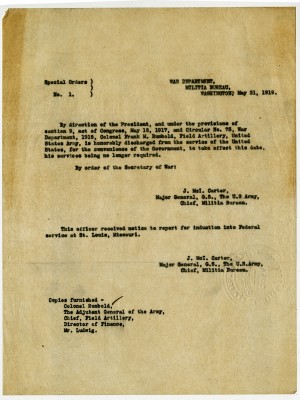 Special Orders )
)
No. 1. )
WAR DEPARTMENT,
MILITIA BUREAU,
WASHINGTON; May 31, 1919.
By direction of the President, and under the provisions of
section 9, act of Congress, May 18, 1917, and Circular No. 75, War
Department, 1918, Colonel Frank M. Rumbold, Field Artillery, United
States Army, is honorably discharged from the service of the United
States, for the convenience of the Government, to take effect this date,
his services being no longer required.
By order of the Secretary of War:
J. McI. Carter,
Major General, G.S., The U.S Army,
Chief, Militia Bureau.
This officer received notice to report for induction into Federal
service at St. Louis, Missouri.
J. McI. Carter,
Major General, G.S., The U.S.Army,
Chief, Militia Bureau.
Copies furnished -
Colonel Rumbold,
The Adjutant General of the Army,
Chief, Field Artillery,
Director of Finance,
Mr. Ludwig.